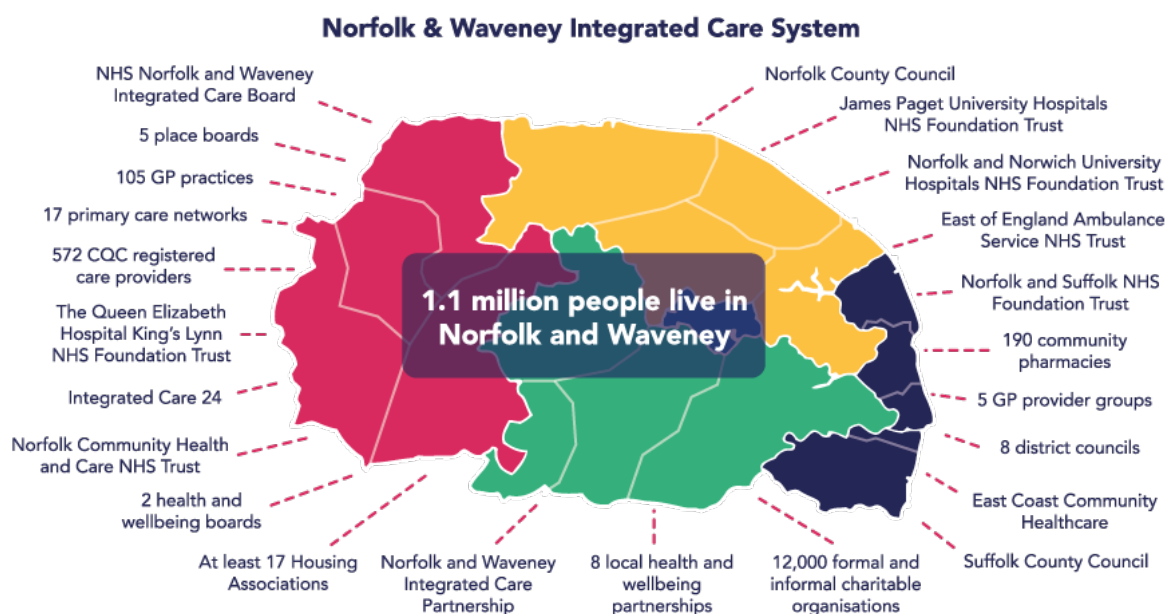 Norfolk & Waveney Integrated Care System
NHS Norfolk and Waveney
Integrated Care Board
5 place boards
105 GP practices
17 primary care networks
572 CQC registered
care providers
The Queen Elizabeth
Hospital King's Lynn
NHS Foundation Trust
Integrated Care 24
Norfolk Community Health
and Care NHS Trust
2 health and
wellbeing boards
At least 17 Housing
Associations
Norfolk and Waveney
Integrated Care
Partnership
8 local health and
wellbeing
partnerships
12,000 formal and
informal charitable
organisations
1.1 million people live in
Norfolk and Waveney
Norfolk County Council
James Paget University Hospitals
NHS Foundation Trust
Norfolk and Norwich University
Hospitals NHS Foundation Trust
East of England Ambulance
Service NHS Trust
Norfolk and Suffolk NHS
Foundation Trust
190 community
pharmacies
5 GP provider groups
8 district councils
East Coast Community
Healthcare
Suffolk County Council